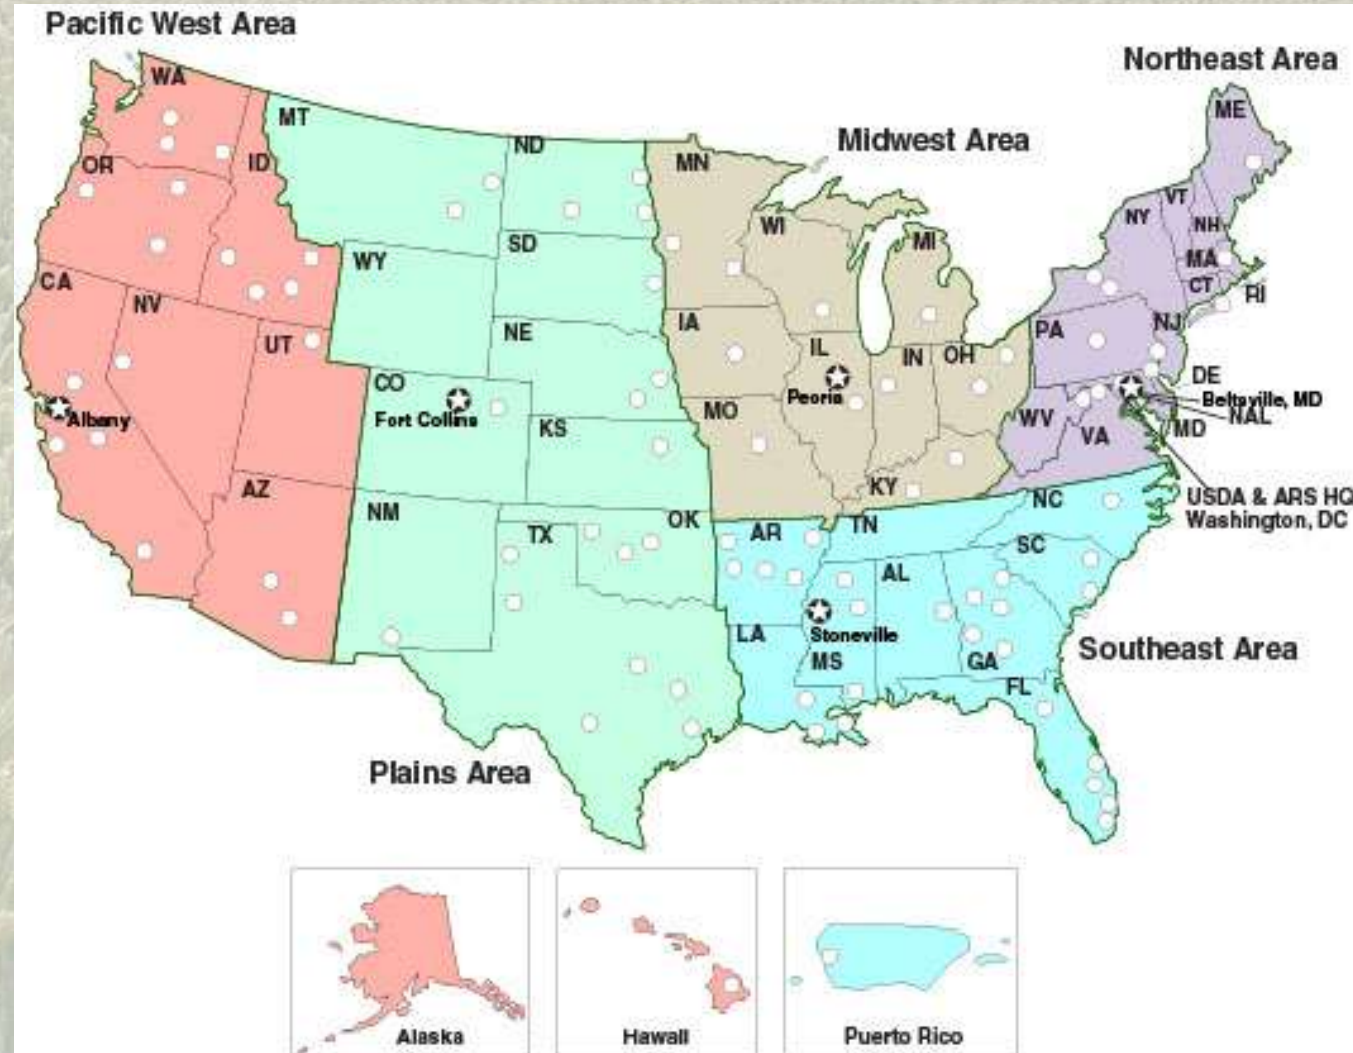 Pacific West Area
Northeast Area
Midwest Area
WA
MT
ND
MN
ME
OR
ID
SD
WI
MI
NY
VT
NH
MA
CT
RI
CA
NV
WY
NE
IA
IL
IN
OH
PA
NJ
UT
CO
Peoria
DE
Beltsville, MD
NAL
Albany
Fort Collins
KS
MO
WV
VA
MD
AZ
NM
TX
OK
KY
AR
TN
NC
SC
USDA & ARS HQ
Washington, DC
AL
LA
Stoneville
MS
GA
FL
Southeast Area
Plains Area
Alaska
Hawaii
Puerto Rico